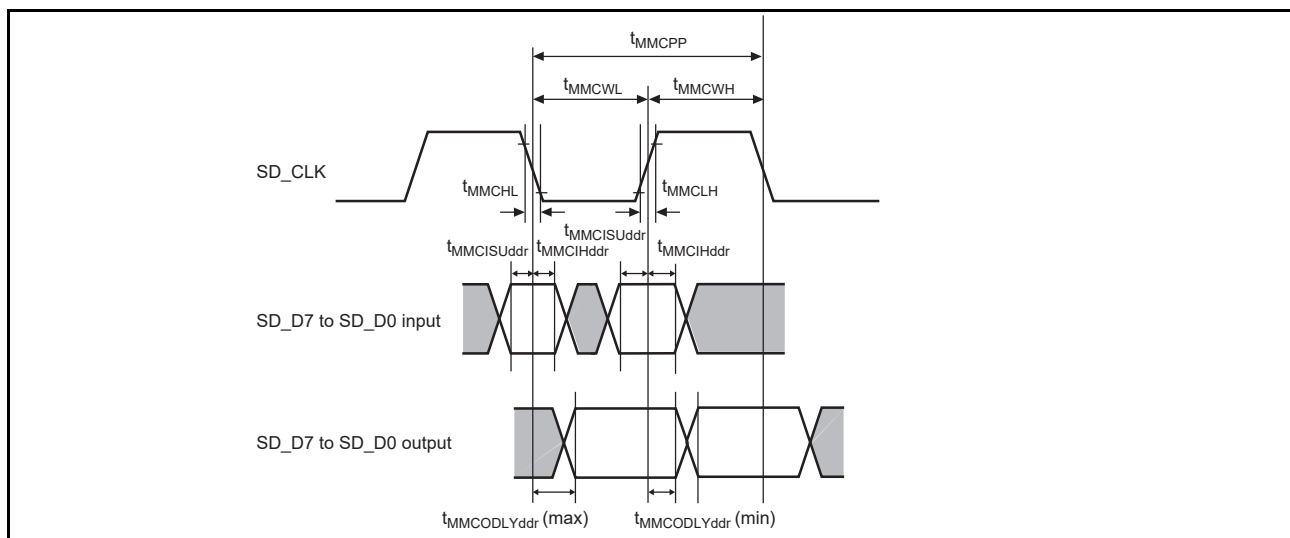 tMMCPP
tMMCWL tMMCWH
SD_CLK
tMMCHL tMMCLH
tMMCISUddr
tMMCISUddr tMMCIHddr tMMCIHddr
SD_D7 to SD_D0 input
SD_D7 to SD_D0 output
tMMCODLYddr (max) tMMCODLYddr (min)